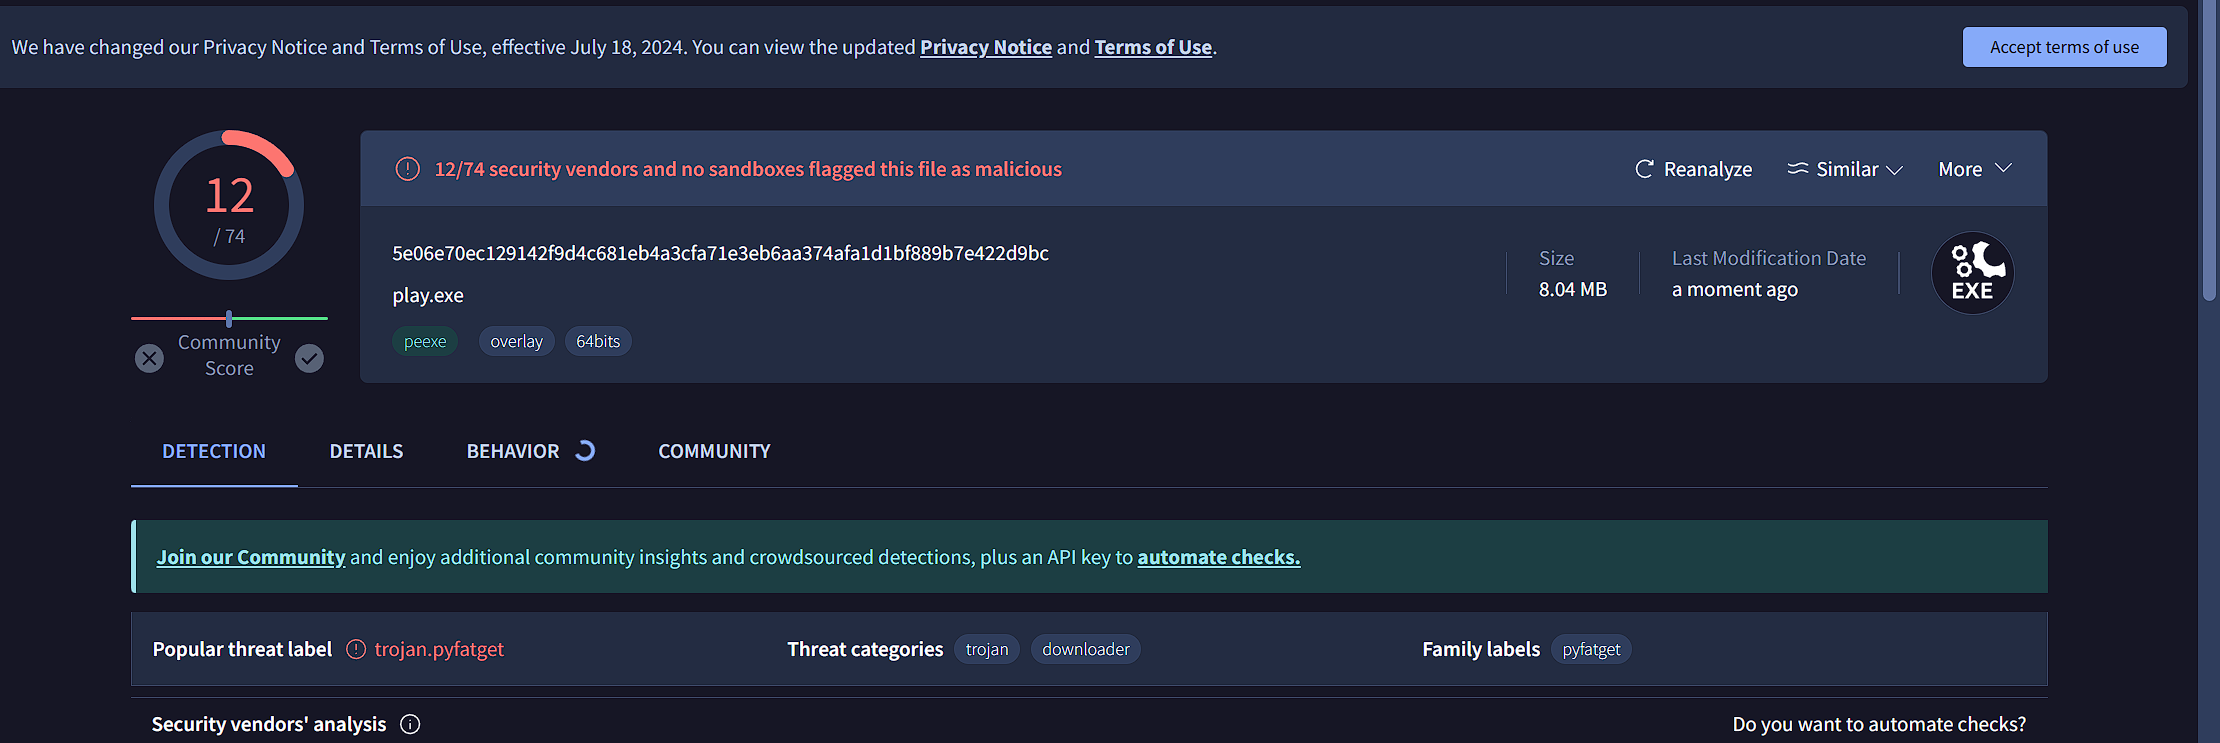 We have changed our Privacy Notice and Terms of Use, effective July 18, 2024. You can view the updated Privacy Notice and Terms of Use.
Accept terms of use
12
/ 74
Community
Score
12/74 security vendors and no sandboxes flagged this file as malicious
Reanalyze
Similar
More
5e06e70ec129142f9d4c681eb4a3cfa71e3eb6aa374afa1d1bf889b7e422d9bc
play.exe
peexe
overlay
64bits
Size
8.04 MB
Last Modification Date
a moment ago
EXE
DETECTION
DETAILS
BEHAVIOR
COMMUNITY
Join our Community and enjoy additional community insights and crowdsourced detections, plus an API key to automate checks.
Popular threat label
trojan.pyfatget
Threat categories
trojan
downloader
Family labels
pyfatget
Security vendors' analysis
Do you want to automate checks?